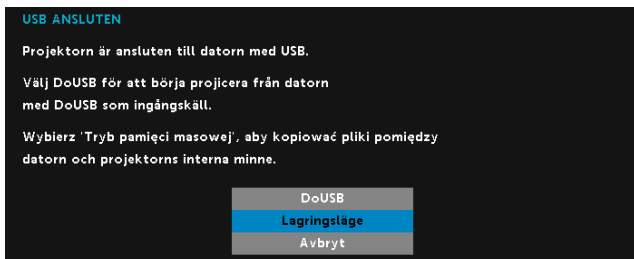 USB ANSLUTEN
Projektorn är ansluten till datorn med USB.
Välj DoUSB för att börja projicera från datorn
med DoUSB som ingångskäll.
Wybierz 'Tryb pamięci masowej', aby kopiować pliki pomiędzy
datorn och projektorns interna minne.
DoUSB
Lagringsläge
Avbryt